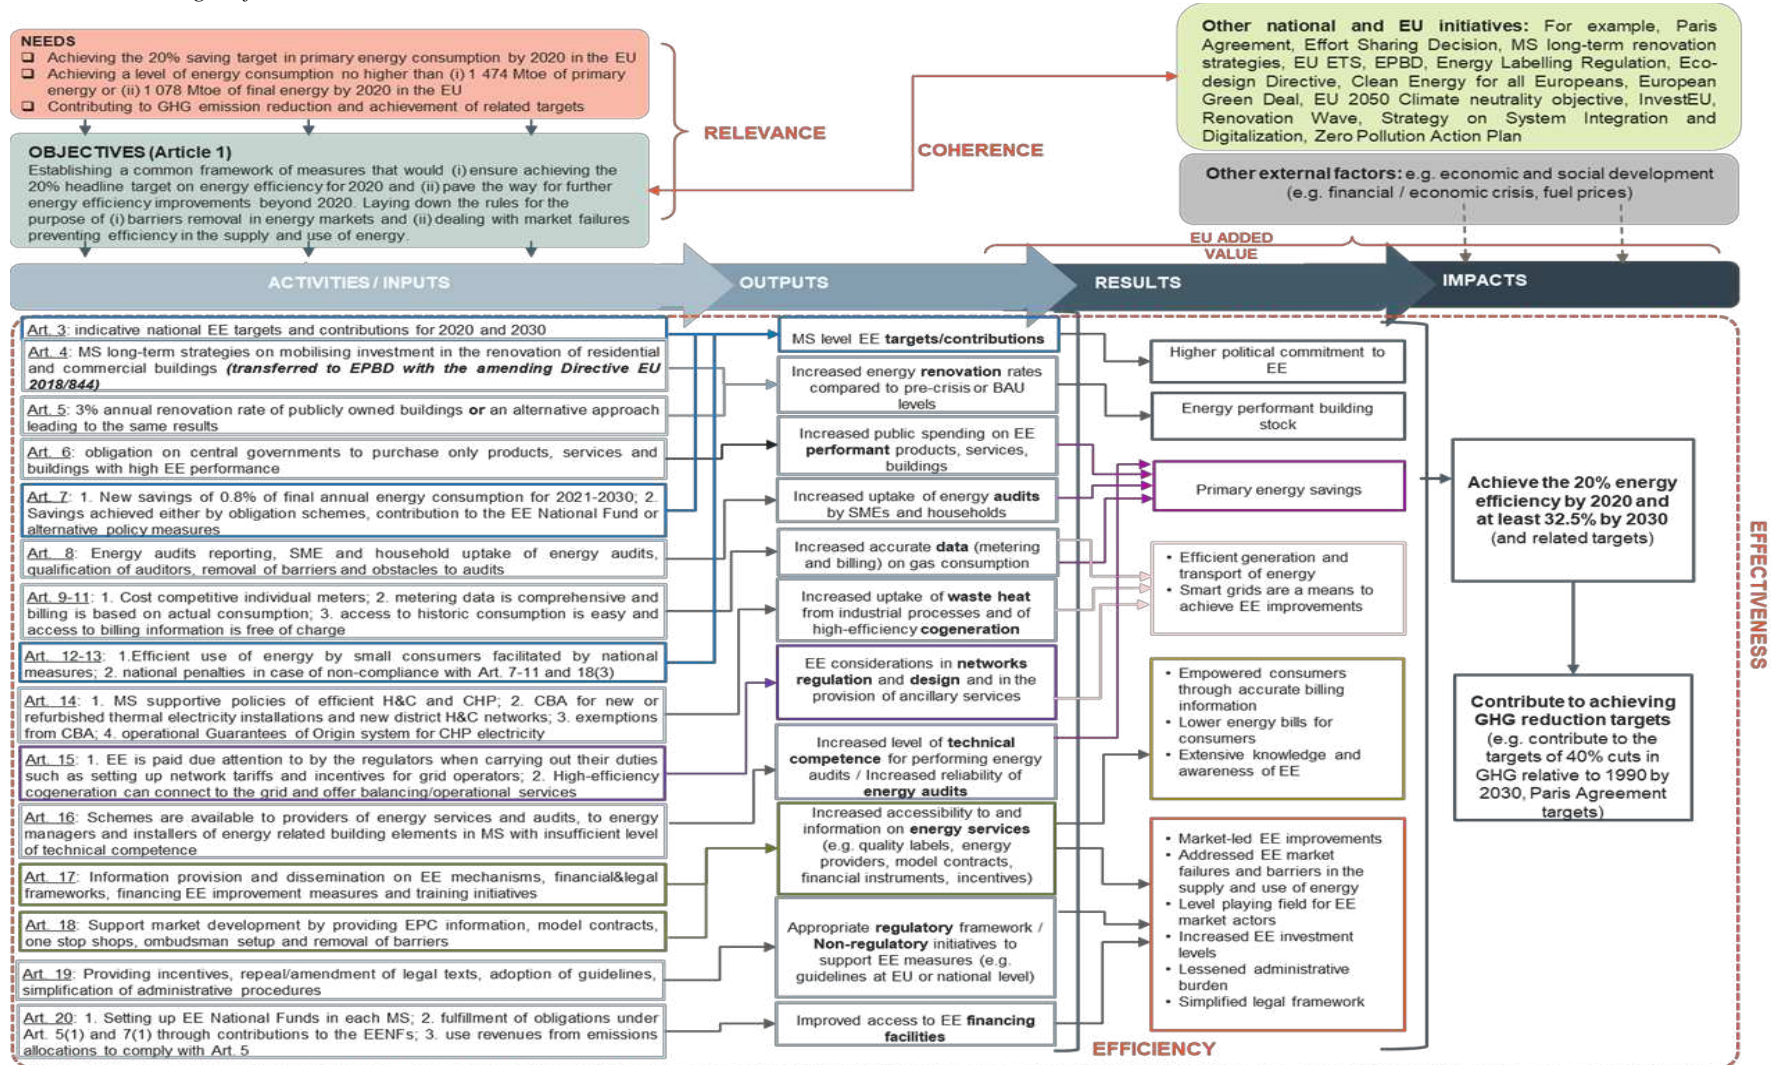 NEEDS
❑ Achieving the 20% saving target in primary energy consumption by 2020 in the EU
❑ Achieving a level of energy consumption no higher than (i) 1 474 Mtoe of primary
energy or (ii) 1 078 Mtoe of final energy by 2020 in the EU
❑ Contributing to GHG emission reduction and achievement of related targets
OBJECTIVES (Article 1)
Establishing a common framework of measures that would (i) ensure achieving the
20% headline target on energy efficiency for 2020 and (ii) pave the way for further
energy efficiency improvements beyond 2020. Laying down the rules for the
purpose of (i) barriers removal in energy markets and (ii) dealing with market failures
preventing efficiency in the supply and use of energy.
RELEVANCE
COHERENCE
Other national and EU initiatives: For example, Paris
Agreement, Effort Sharing Decision, MS long-term renovation
strategies, EU ETS, EPBD, Energy Labelling Regulation, Eco-
design Directive, Clean Energy for all Europeans, European
Green Deal, EU 2050 Climate neutrality objective, InvestEU,
Renovation Wave, Strategy on System Integration and
Digitalization, Zero Pollution Action Plan
Other external factors: e.g. economic and social development
(e.g. financial / economic crisis, fuel prices)
EU ADDED
VALUE
ACTIVITIES / INPUTS
OUTPUTS
RESULTS
IMPACTS
Art. 3: indicative national EE targets and contributions for 2020 and 2030
Art. 4: MS long-term strategies on mobilising investment in the renovation of residential
and commercial buildings (transferred to EPBD with the amending Directive EU
2018/844)
Art. 5: 3% annual renovation rate of publicly owned buildings or an alternative approach
leading to the same results
Art. 6: obligation on central governments to purchase only products, services and
buildings with high EE performance
Art. 7: 1. New savings of 0.8% of final annual energy consumption for 2021-2030; 2.
Savings achieved either by obligation schemes, contribution to the EE National Fund or
alternative policy measures
Art. 8: Energy audits reporting, SME and household uptake of energy audits,
qualification of auditors, removal of barriers and obstacles to audits
Art. 9-11: 1. Cost competitive individual meters; 2. metering data is comprehensive and
billing is based on actual consumption; 3. access to historic consumption is easy and
access to billing information is free of charge
Art. 12-13: 1.Efficient use of energy by small consumers facilitated by national
measures; 2. national penalties in case of non-compliance with Art. 7-11 and 18(3)
Art. 14: 1. MS supportive policies of efficient H&C and CHP; 2. CBA for new or
refurbished thermal electricity installations and new district H&C networks; 3. exemptions
from CBA; 4. operational Guarantees of Origin system for CHP electricity
Art. 15: 1. EE is paid due attention to by the regulators when carrying out their duties
such as setting up network tariffs and incentives for grid operators; 2. High-efficiency
cogeneration can connect to the grid and offer balancing/operational services
Art. 16: Schemes are available to providers of energy services and audits, to energy
managers and installers of energy related building elements in MS with insufficient level
of technical competence
Art. 17: Information provision and dissemination on EE mechanisms, financial&legal
frameworks, financing EE improvement measures and training initiatives
Art. 18: Support market development by providing EPC information, model contracts,
one stop shops, ombudsman setup and removal of barriers
Art. 19: Providing incentives, repeal/amendment of legal texts, adoption of guidelines,
simplification of administrative procedures
Art. 20: 1. Setting up EE National Funds in each MS; 2. fulfillment of obligations under
Art. 5(1) and 7(1) through contributions to the EENFs; 3. use revenues from emissions
allocations to comply with Art. 5
MS level EE targets/contributions
Increased energy renovation rates
compared to pre-crisis or BAU
levels
Increased public spending on EE
performant products, services,
buildings
Increased uptake of energy audits
by SMEs and households
Increased accurate data (metering
and billing) on gas consumption
Increased uptake of waste heat
from industrial processes and of
high-efficiency cogeneration
EE considerations in networks
regulation and design and in the
provision of ancillary services
Increased level of technical
competence for performing energy
audits / Increased reliability of
energy audits
Increased accessibility to and
information on energy services
(e.g. quality labels, energy
providers, model contracts,
financial instruments, incentives)
Appropriate regulatory framework /
Non-regulatory initiatives to
support EE measures (e.g.
guidelines at EU or national level)
Improved access to EE financing
facilities
Higher political commitment to
EE
Energy performant building
stock
Primary energy savings
• Efficient generation and
transport of energy
• Smart grids are a means to
achieve EE improvements
• Empowered consumers
through accurate billing
information
• Lower energy bills for
consumers
• Extensive knowledge and
awareness of EE
• Market-led EE improvements
• Addressed EE market
failures and barriers in the
supply and use of energy
• Level playing field for EE
market actors
• Increased EE investment
levels
• Lessened administrative
burden
• Simplified legal framework
EFFICIENCY
Achieve the 20% energy
efficiency by 2020 and
at least 32.5% by 2030
(and related targets)
Contribute to achieving
GHG reduction targets
(e.g. contribute to the
targets of 40% cuts in
GHG relative to 1990 by
2030, Paris Agreement
targets)
EFFECTIVENESS